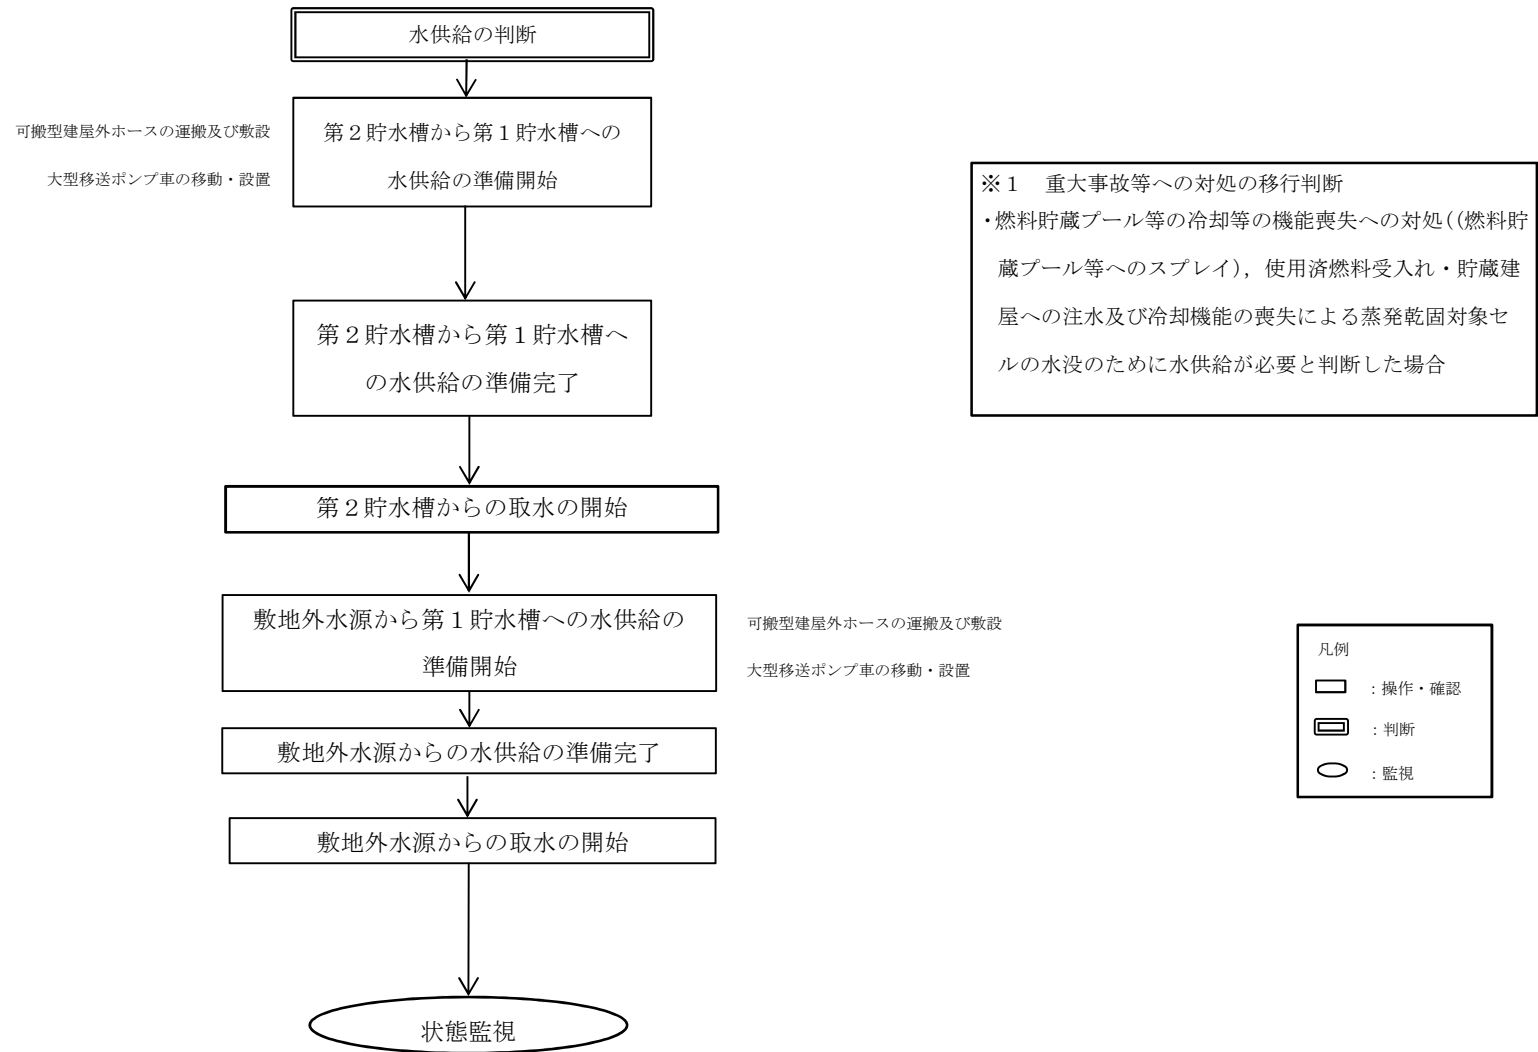 水供給の判断
可搬型建屋外ホースの運搬及び敷設
大型移送ポンプ車の移動・設置
第２貯水槽から第１貯水槽への
水供給の準備開始
第２貯水槽から第１貯水槽へ
の水供給の準備完了
第２貯水槽からの取水の開始
敷地外水源から第１貯水槽への水供給の
準備開始
可搬型建屋外ホースの運搬及び敷設
大型移送ポンプ車の移動・設置
敷地外水源からの水供給の準備完了
敷地外水源からの取水の開始
状態監視
※１　重大事故等への対処の移行判断
・燃料貯蔵プール等の冷却等の機能喪失への対処((燃料貯
蔵プール等へのスプレイ)，使用済燃料受入れ・貯蔵建
屋への注水及び冷却機能の喪失による蒸発乾固対象セ
ルの水没のために水供給が必要と判断した場合
凡例
：操作・確認
：判断
：監視